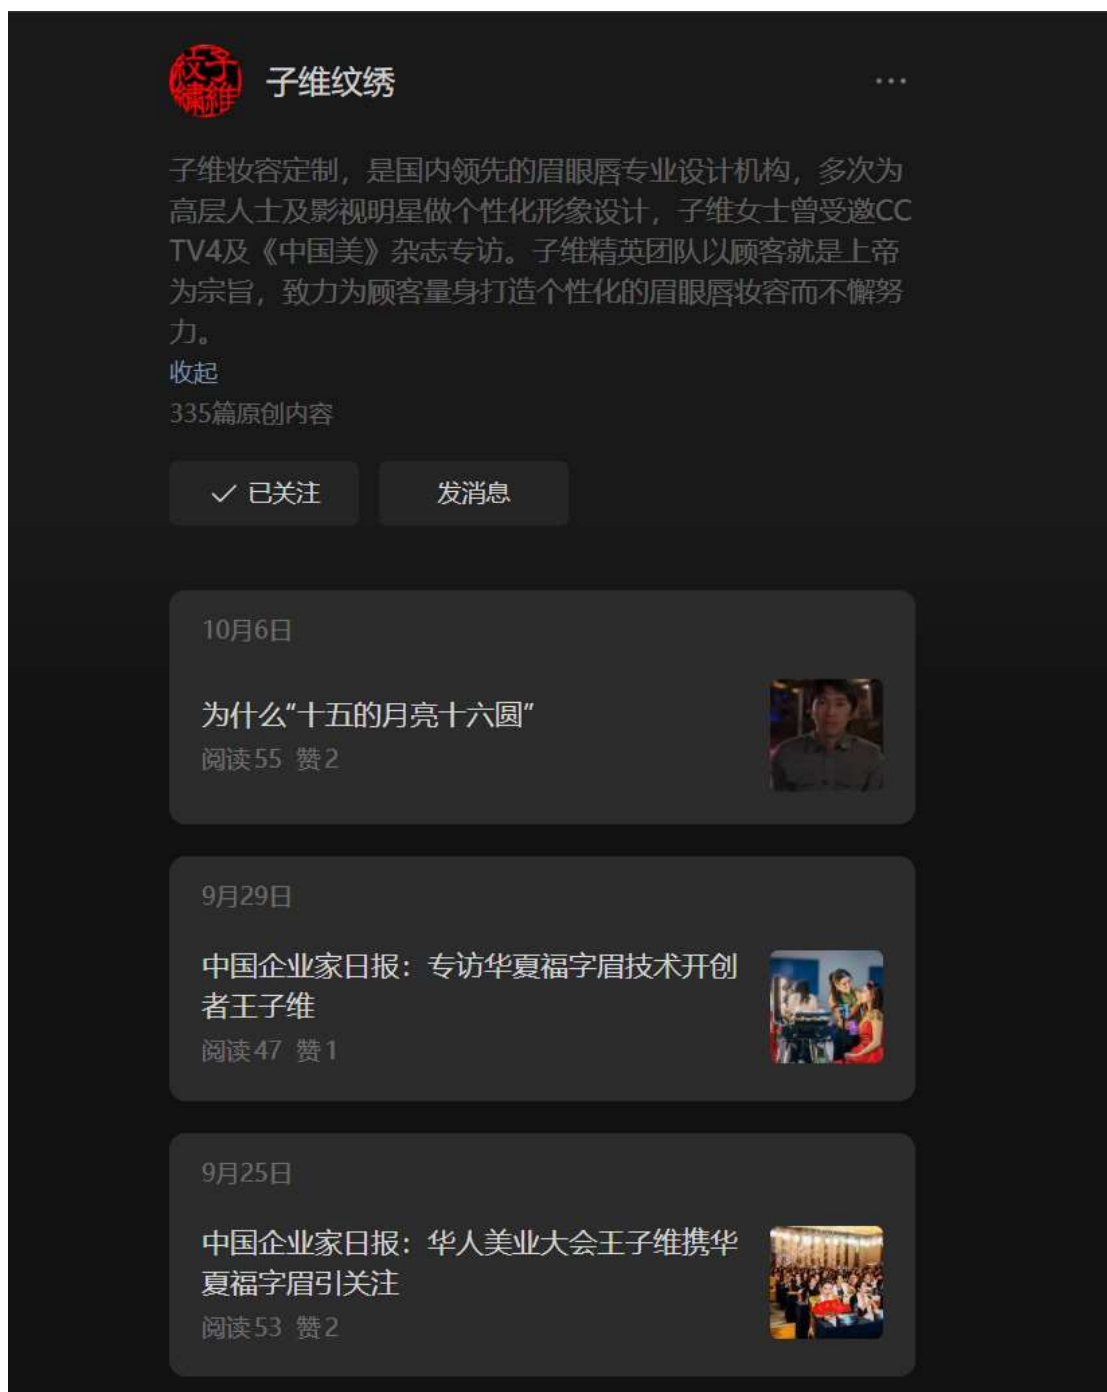 子維
紋繡
子维纹绣
子维妆容定制，是国内领先的眉眼唇专业设计机构，多次为
高层人士及影视明星做个性化形象设计，子维女士曾受邀CC
TV4及《中国美》杂志专访。子维精英团队以顾客就是上帝
为宗旨，致力为顾客量身打造个性化的眉眼唇妆容而不懈努
力。
收起
335篇原创内容
已关注 发消息
10月6日
为什么“十五的月亮十六圆”
阅读55 赞2
9月29日
中国企业家日报：专访华夏福字眉技术开创
者王子维
阅读47 赞1
9月25日
中国企业家日报：华人美业大会王子维携华
夏福字眉引关注
阅读53 赞2